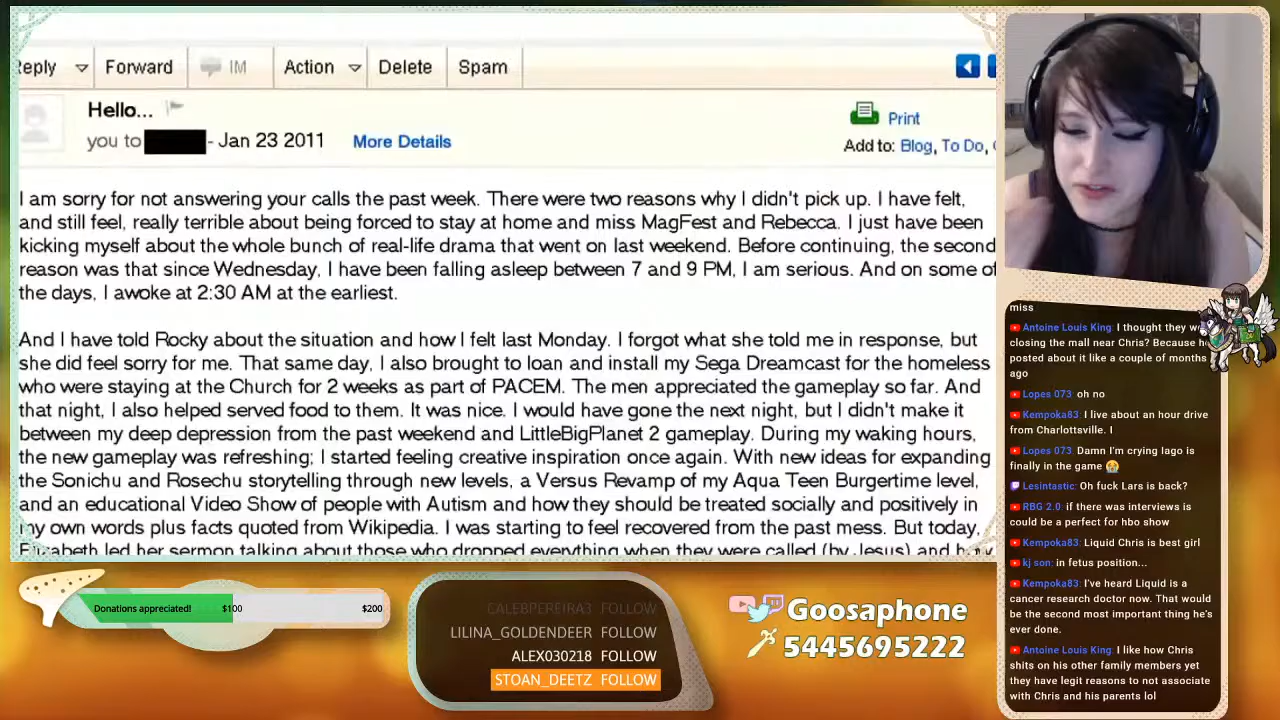 Reply Forward IM Action Delete Spam
Hello...
you to - Jan 23 2011 More Details
Print
Add to: Blog, To Do,
I am sorry for not answering your calls the past week. There were two reasons why I didn't pick up. I have felt,
and still feel, really terrible about being forced to stay at home and miss MagFest and Rebecca. I just have been
kicking myself about the whole bunch of real-life drama that went on last weekend. Before continuing, the second
reason was that since Wednesday, I have been falling asleep between 7 and 9 PM, I am serious. And on some of
the days, I awoke at 2:30 AM at the earliest.
And I have told Rocky about the situation and how I felt last Monday. I forgot what she told me in response, but
she did feel sorry for me. That same day, I also brought to loan and install my Sega Dreamcast for the homeless
who were staying at the Church for 2 weeks as part of PACEM. The men appreciated the gameplay so far. And
that night, I also helped served food to them. It was nice. I would have gone the next night, but I didn't make it
between my deep depression from the past weekend and LittleBigPlanet 2 gameplay. During my waking hours,
the new gameplay was refreshing; I started feeling creative inspiration once again. With new ideas for expanding
the Sonichu and Rosechu storytelling through new levels, a Versus Revamp of my Aqua Teen Burgertime level,
and an educational Video Show of people with Autism and how they should be treated socially and positively in
my own words plus facts quoted from Wikipedia. I was starting to feel recovered from the past mess. But today,
Elizabeth led her sermon talking about those who dropped everything when they were called (by Jesus) and how
miss
Antoine Louis King: I thought they
closing the mall near Chris? Because he
posted about it like a couple of months
ago
Lopes 073: oh no
Kempoka83: I live about an hour drive
from Charlottsville. I
Lopes 073: Damn I'm crying Iago is
finally in the game 😭
Lesintastic: Oh fuck Lars is back?
RBG 2.0: if there was interviews is
could be a perfect for hbo show
Kempoka83: Liquid Chris is best girl
kj son: in fetus position...
Kempoka83: I've heard Liquid is a
cancer research doctor now. That would
be the second most important thing he's
ever done.
Antoine Louis King: I like how Chris
shits on his other family members yet
they have legit reasons to not associate
with Chris and his parents lol
Donations appreciated! $100 $200
CALEBPEREIRA3 FOLLOW
LILINA_GOLDENDEER FOLLOW
ALEX030218 FOLLOW
STOAN_DEETZ FOLLOW
Goosaphone
5445695222